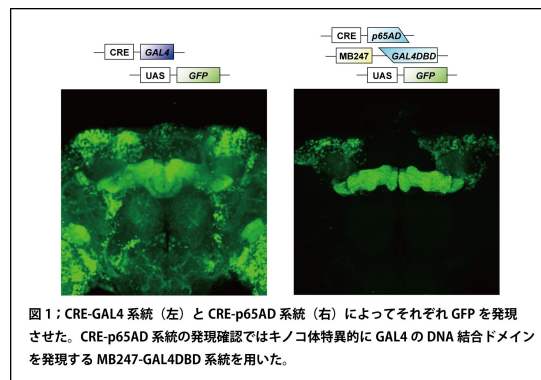 CRE p65AD
CRE GAL4
MB247 GAL4DBD
UAS GFP
UAS GFP
図 1；CRE-GAL4 系統（左）と CRE-p65AD 系統（右）によってそれぞれ GFP を発現
させた。CRE-p65AD 系統の発現確認ではキノコ体特異的に GAL4 の DNA 結合ドメイン
を発現する MB247-GAL4DBD 系統を用いた。